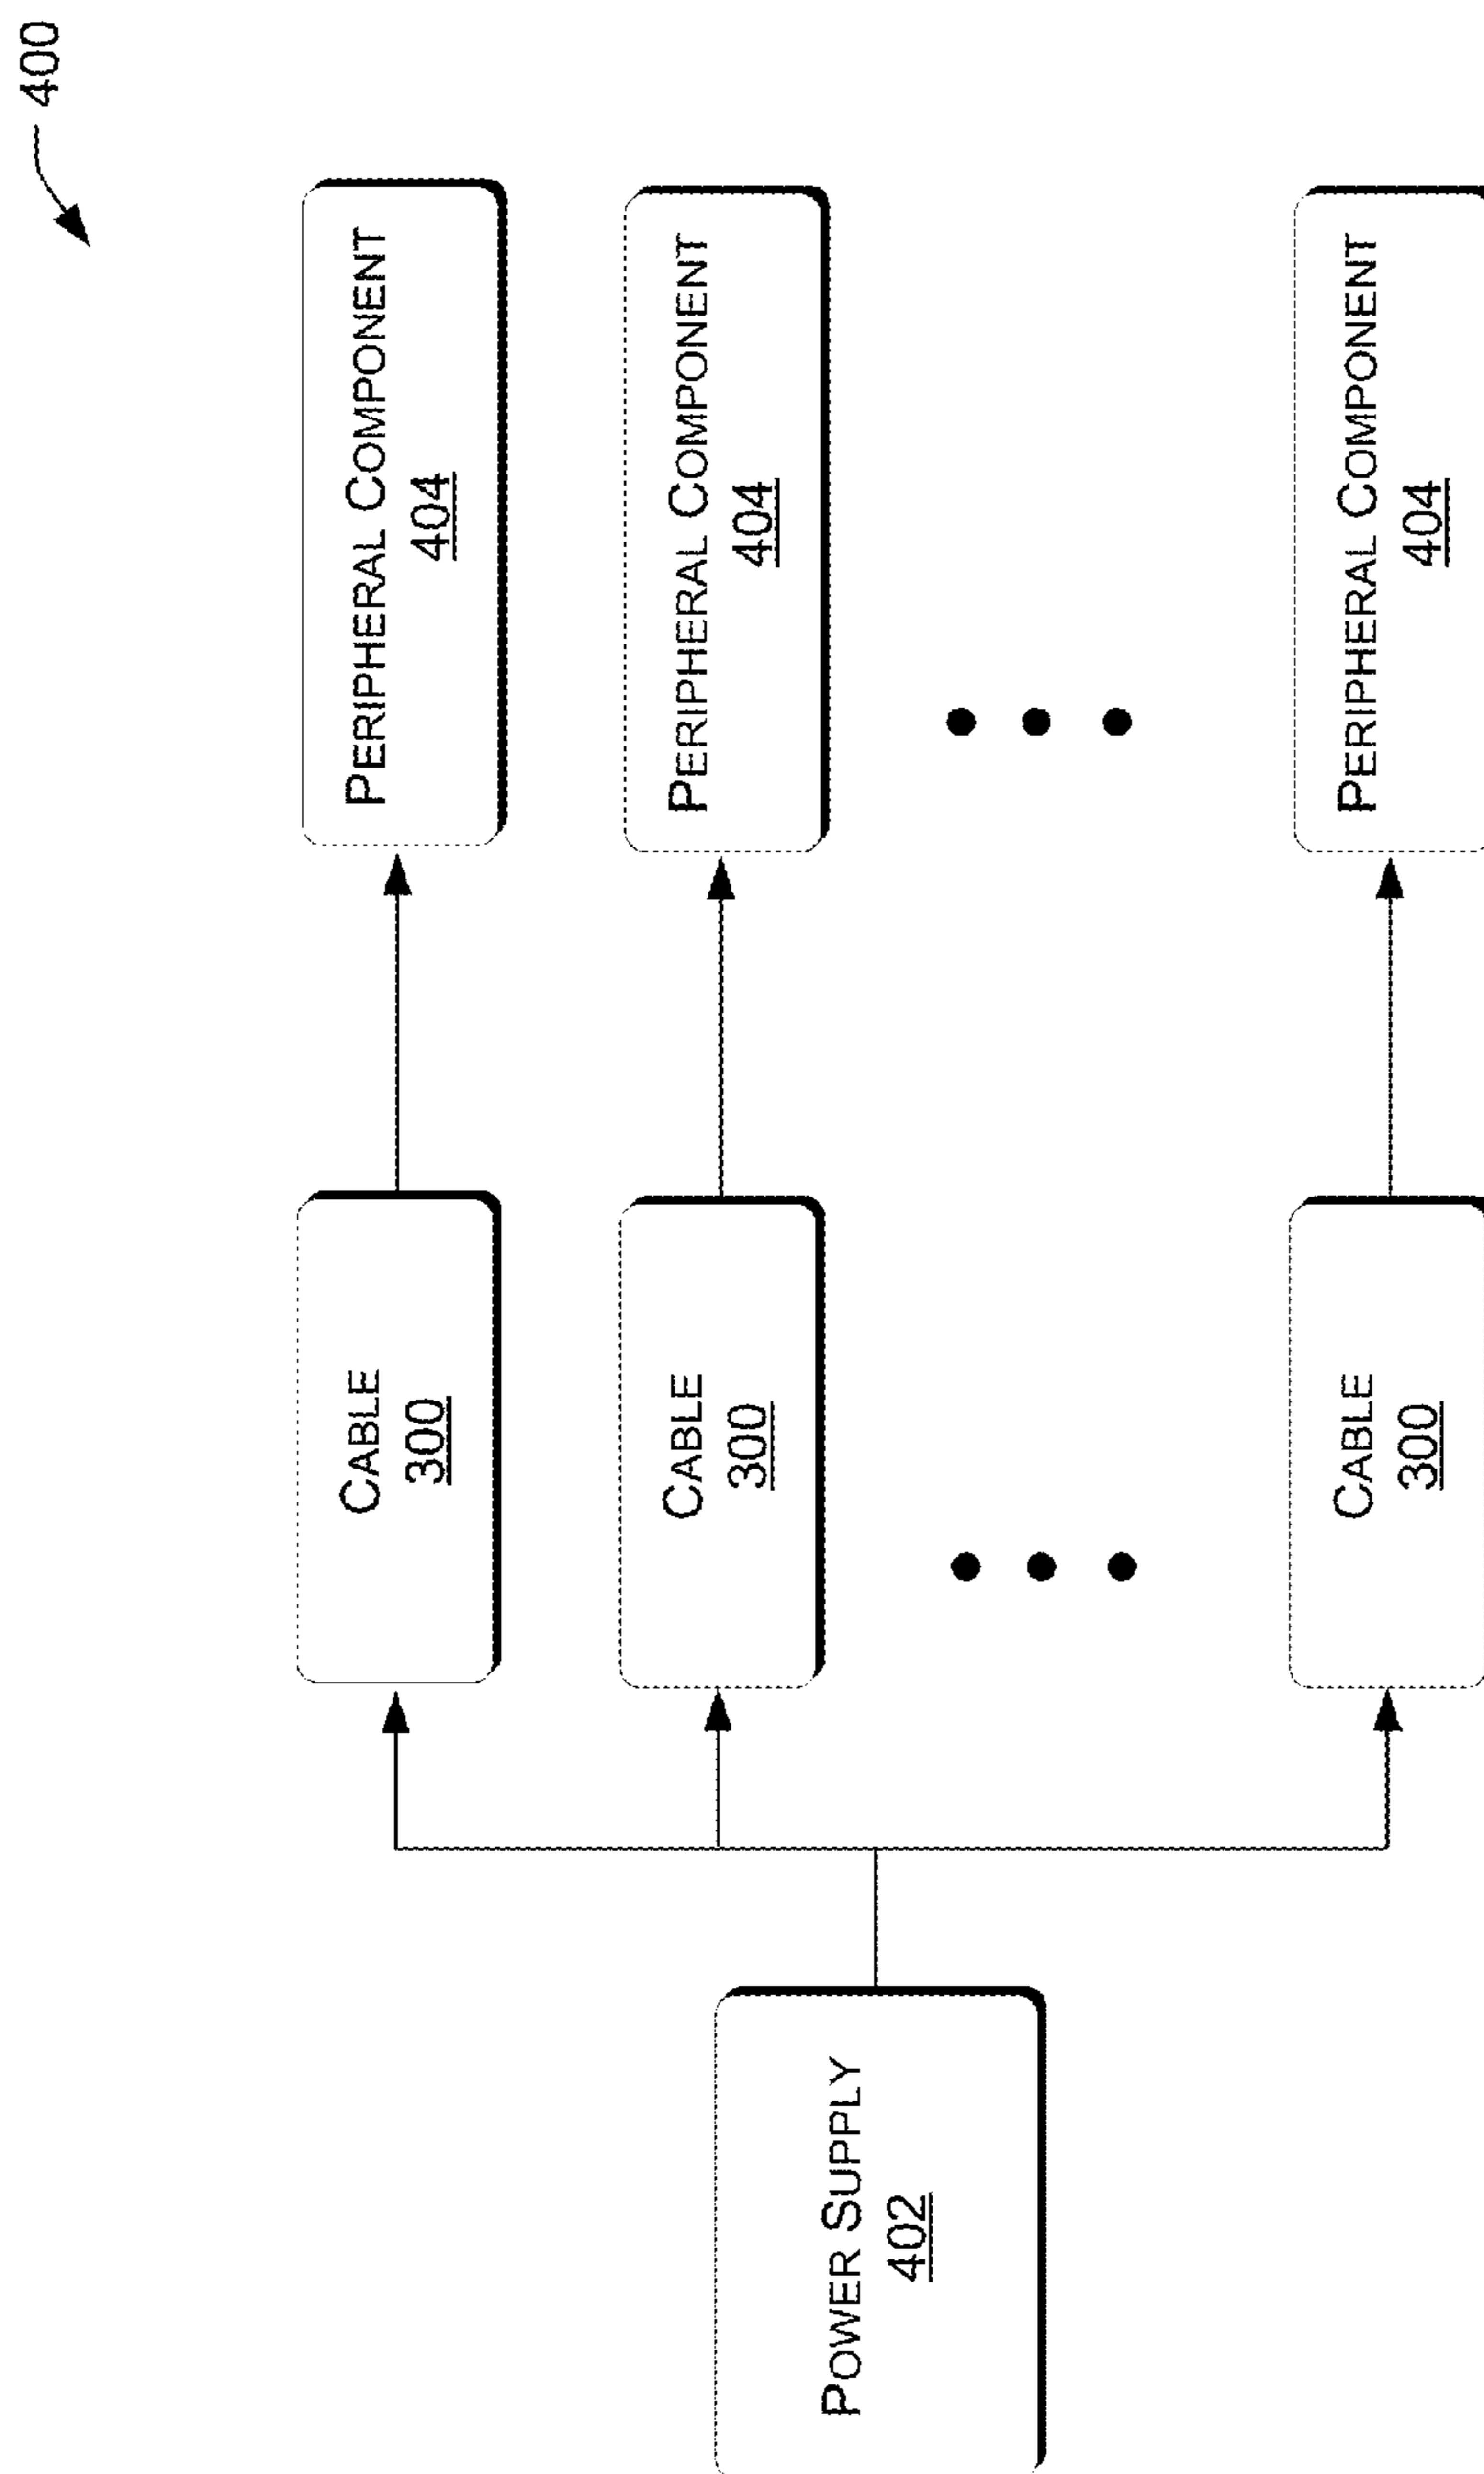 400
POWER SUPPLY
402
CABLE
300
PERIPHERAL COMPONENT
404
CABLE
300
PERIPHERAL COMPONENT
404
CABLE
300
PERIPHERAL COMPONENT
404